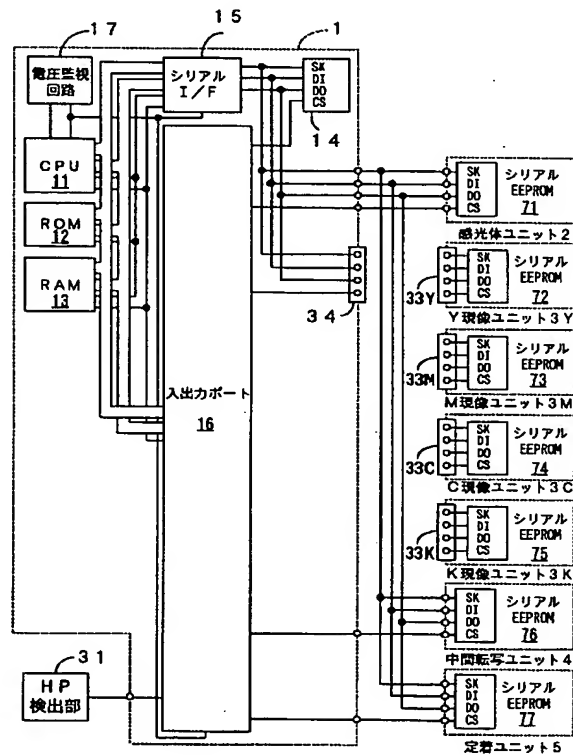 17
15
1
電圧監視
回路
シリアル
I/F
SK
DI
DO
CS
14
CPU
11
ROM
12
RAM
13
入出力ポート
16
34
31
HP
検出部
SK
DI
DO
CS
シリアル
EEPROM
71
感光体ユニット2
33Y
SK
DI
DO
CS
シリアル
EEPROM
72
Y現像ユニット3Y
33M
SK
DI
DO
CS
シリアル
EEPROM
73
M現像ユニット3M
33C
SK
DI
DO
CS
シリアル
EEPROM
74
C現像ユニット3C
33K
SK
DI
DO
CS
シリアル
EEPROM
75
K現像ユニット3K
SK
DI
DO
CS
シリアル
EEPROM
76
中間転写ユニット4
SK
DI
DO
CS
シリアル
EEPROM
77
定着ユニット5